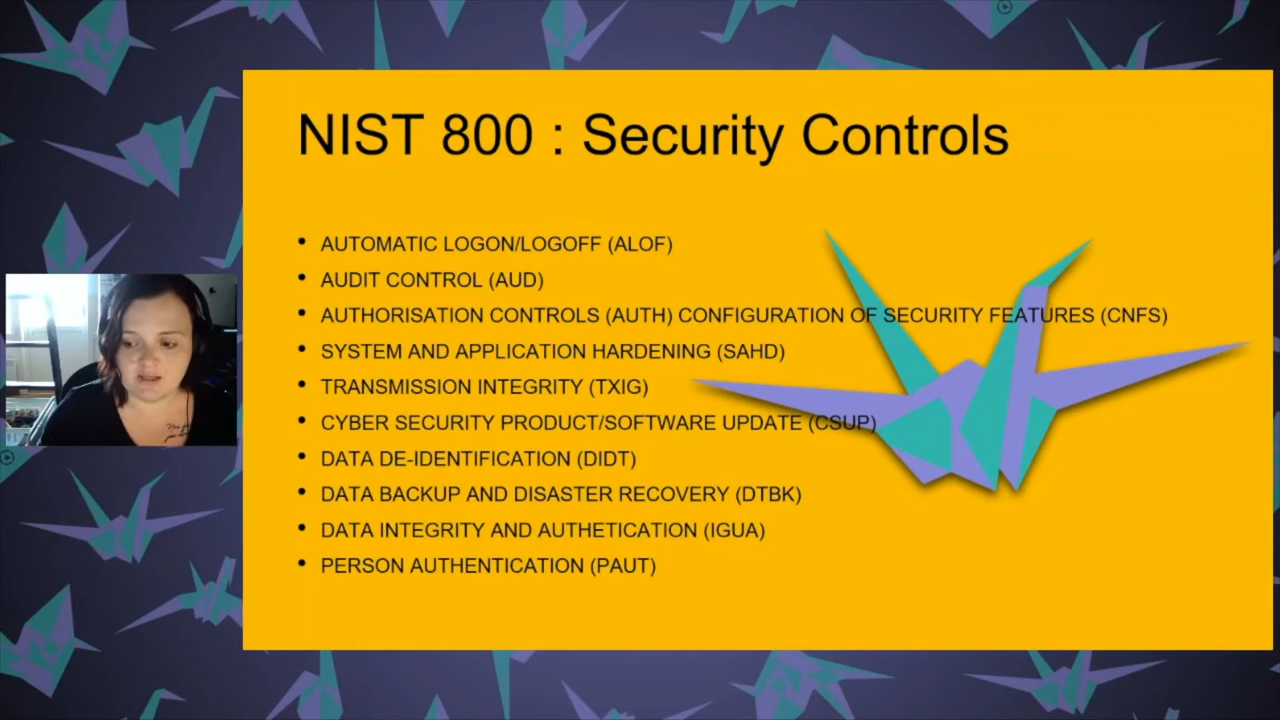 NIST 800 : Security Controls
• AUTOMATIC LOGON/LOGOFF (ALOF)
• AUDIT CONTROL (AUD)
• AUTHORISATION CONTROLS (AUTH) CONFIGURATION OF SECURITY FEATURES (CNFS)
• SYSTEM AND APPLICATION HARDENING (SAHD)
• TRANSMISSION INTEGRITY (TXIG)
• CYBER SECURITY PRODUCT/SOFTWARE UPDATE (CSUP)
• DATA DE-IDENTIFICATION (DIDT)
• DATA BACKUP AND DISASTER RECOVERY (DTBK)
• DATA INTEGRITY AND AUTHETICATION (IGUA)
• PERSON AUTHENTICATION (PAUT)